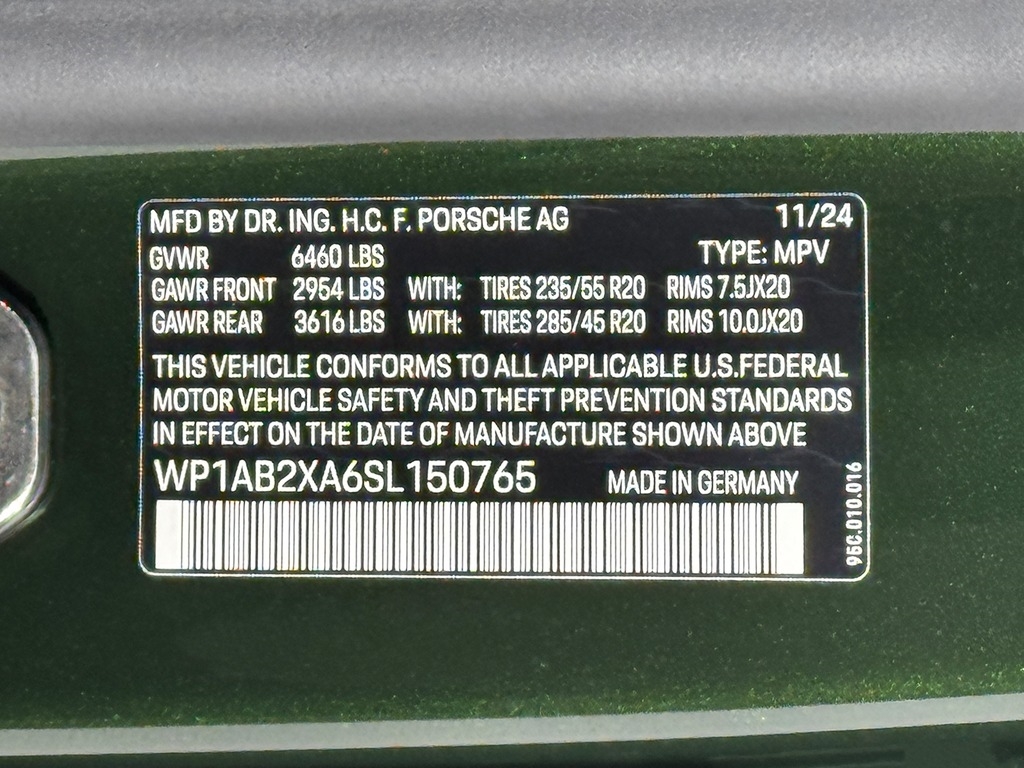 MFD BY DR. ING. H.C. F. PORSCHE AG 11/24
GVWR 6460 LBS TYPE: MPV
GAWR FRONT 2954 LBS WITH: TIRES 235/55 R20 RIMS 7.5JX20
GAWR REAR 3616 LBS WITH: TIRES 285/45 R20 RIMS 10.0JX20
THIS VEHICLE CONFORMS TO ALL APPLICABLE U.S.FEDERAL
MOTOR VEHICLE SAFETY AND THEFT PREVENTION STANDARDS
IN EFFECT ON THE DATE OF MANUFACTURE SHOWN ABOVE
WP1AB2XA6SL150765 MADE IN GERMANY
95C.010.016